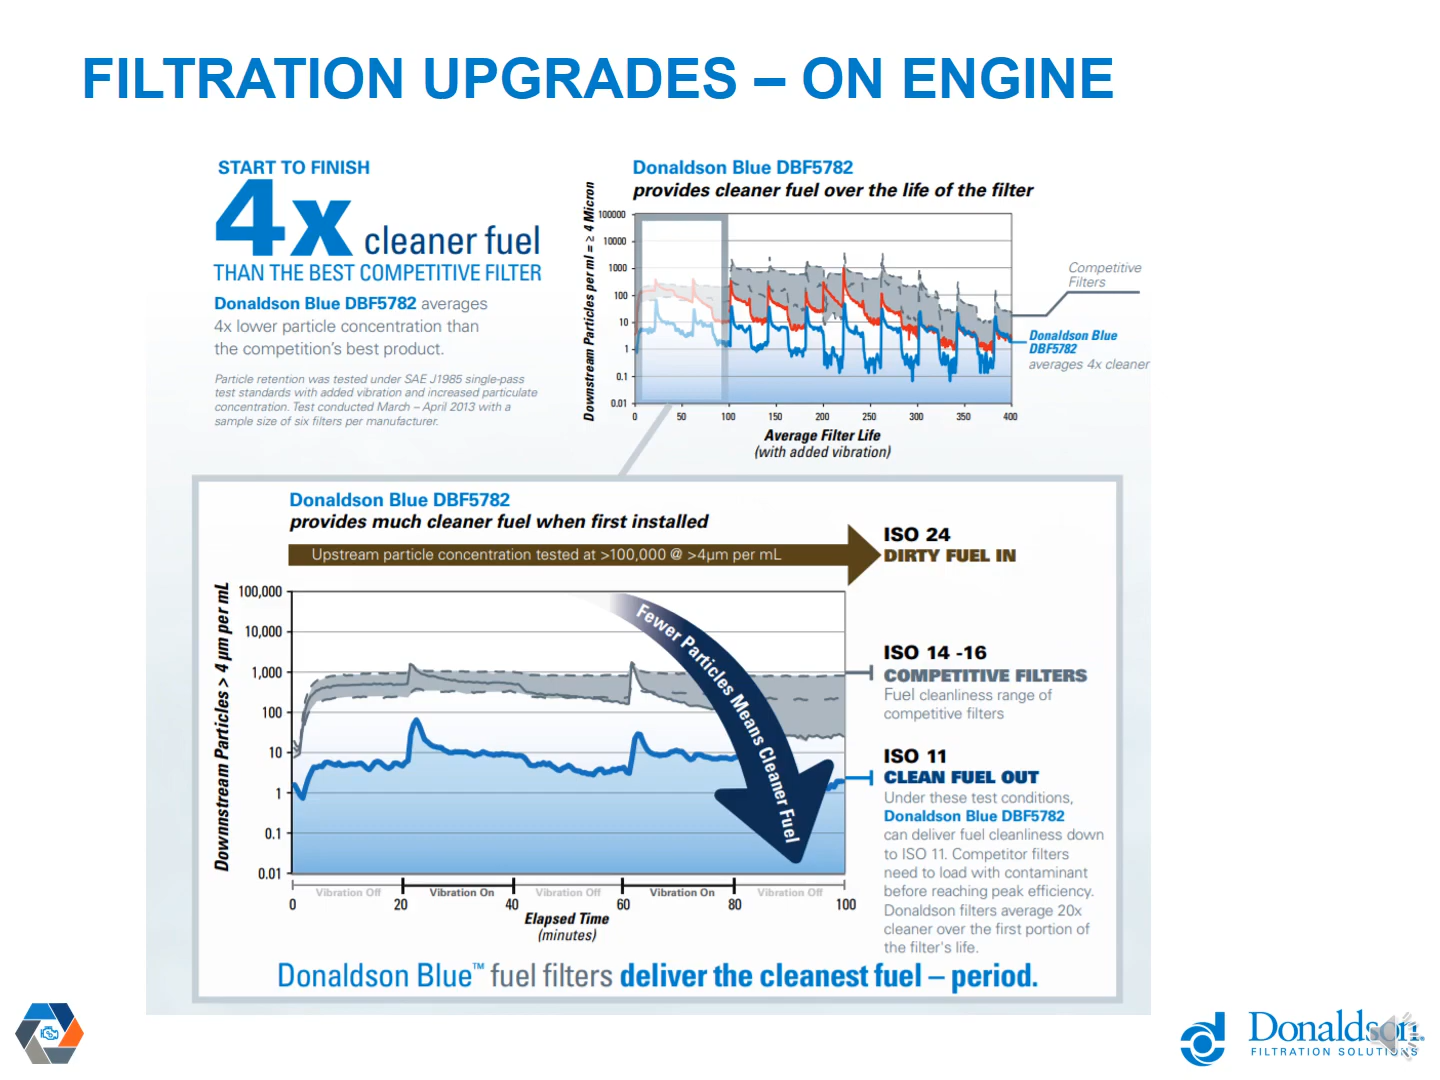 FILTRATION UPGRADES – ON ENGINE
START TO FINISH
4x cleaner fuel
THAN THE BEST COMPETITIVE FILTER
Donaldson Blue DBF5782 averages
4x lower particle concentration than
the competition's best product.
Particle retention was tested under SAE J1985 single-pass
test standards with added vibration and increased particulate
concentration. Test conducted March – April 2013 with a
sample size of six filters per manufacturer.
Donaldson Blue DBF5782
provides cleaner fuel over the life of the filter
Downstream Particles per ml = ≥ 4 Micron
100000
10000
1000
100
10
1
0.1
0.01
0 50 100 150 200 250 300 350 400
Average Filter Life
(with added vibration)
Competitive
Filters
Donaldson Blue
DBF5782
averages 4x cleaner
Donaldson Blue DBF5782
provides much cleaner fuel when first installed
Upstream particle concentration tested at >100,000 @ >4µm per mL
ISO 24
DIRTY FUEL IN
Downnstream Particles > 4 µm per mL
100,000
10,000
1,000
100
10
1
0.1
0.01
Fewer Particles Means Cleaner Fuel
Vibration Off Vibration On Vibration Off Vibration On Vibration Off
0 20 40 60 80 100
Elapsed Time
(minutes)
ISO 14 -16
COMPETITIVE FILTERS
Fuel cleanliness range of
competitive filters
ISO 11
CLEAN FUEL OUT
Under these test conditions,
Donaldson Blue DBF5782
can deliver fuel cleanliness down
to ISO 11. Competitor filters
need to load with contaminant
before reaching peak efficiency.
Donaldson filters average 20x
cleaner over the first portion of
the filter's life.
Donaldson Blue™ fuel filters deliver the cleanest fuel – period.
Donaldson.
FILTRATION SOLUTIONS